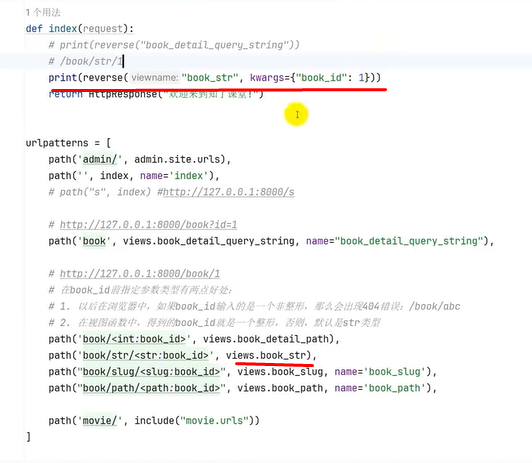 1 个用法
def index(request):
# print(reverse("book_detail_query_string"))
# /book/str/1
print(reverse( viewname: "book_str", kwargs={"book_id": 1}))
return HttpResponse("欢迎来到知了课堂!")
urlpatterns = [
path('admin/', admin.site.urls),
path('', index, name='index'),
# path("s", index) #http://127.0.0.1:8000/s
# http://127.0.0.1:8000/book?id=1
path('book', views.book_detail_query_string, name="book_detail_query_string"),
# http://127.0.0.1:8000/book/1
# 在book_id前指定参数类型有两点好处：
# 1. 以后在浏览器中，如果book_id输入的是一个非整形，那么会出现404错误：/book/abc
# 2. 在视图函数中，得到的book_id就是一个整形，否则，默认是str类型
path('book/<int:book_id>', views.book_detail_path),
path('book/str/<str:book_id>', views.book_str),
path("book/slug/<slug:book_id>", views.book_slug, name='book_slug'),
path("book/path/<path:book_id>", views.book_path, name='book_path'),
path('movie/', include("movie.urls"))
]